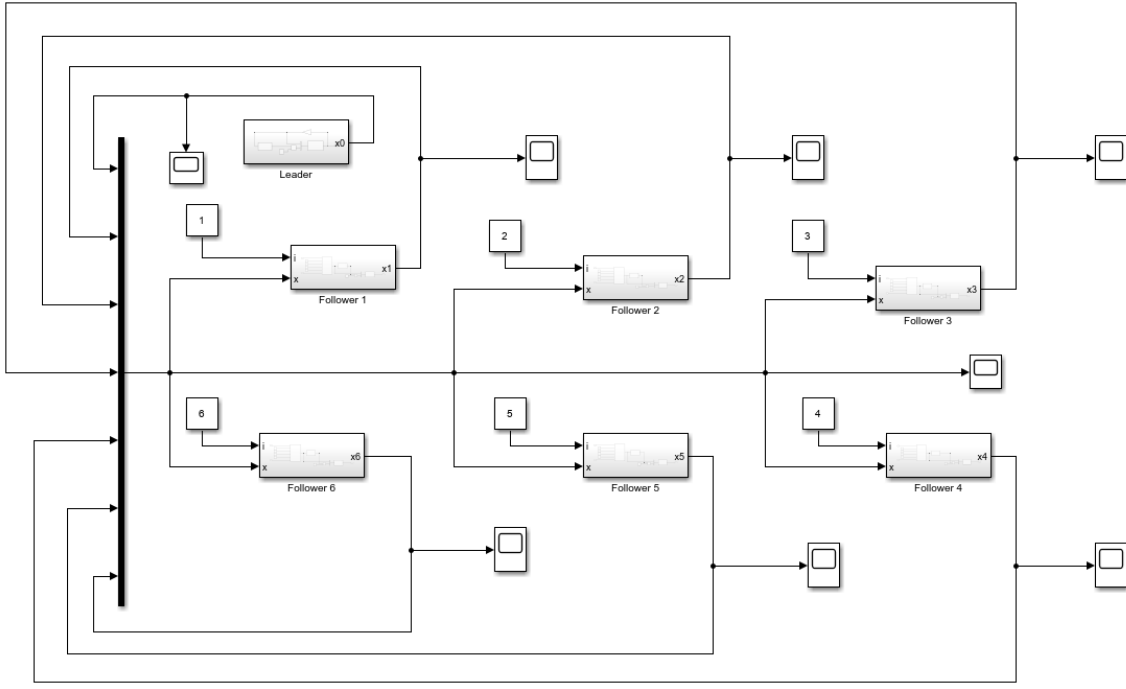 x0
Leader
1
i
x
x1
Follower 1
2
i
x
x2
Follower 2
3
i
x
x3
Follower 3
6
i
x
x6
Follower 6
5
i
x
x5
Follower 5
4
i
x
x4
Follower 4